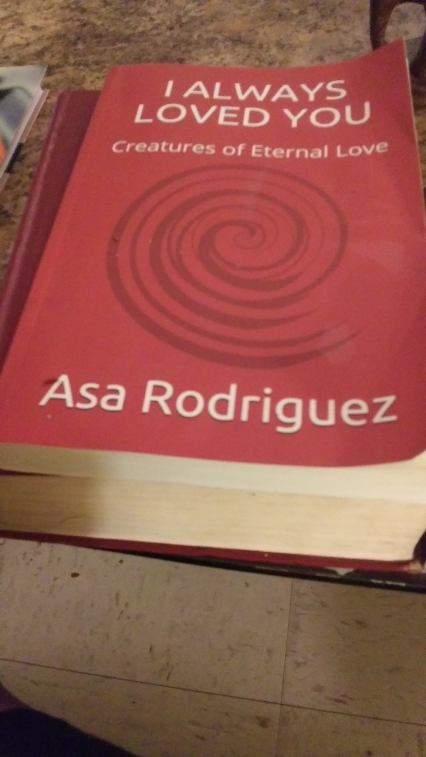 I ALWAYS
LOVED YOU
Creatures of Eternal Love
Asa Rodriguez